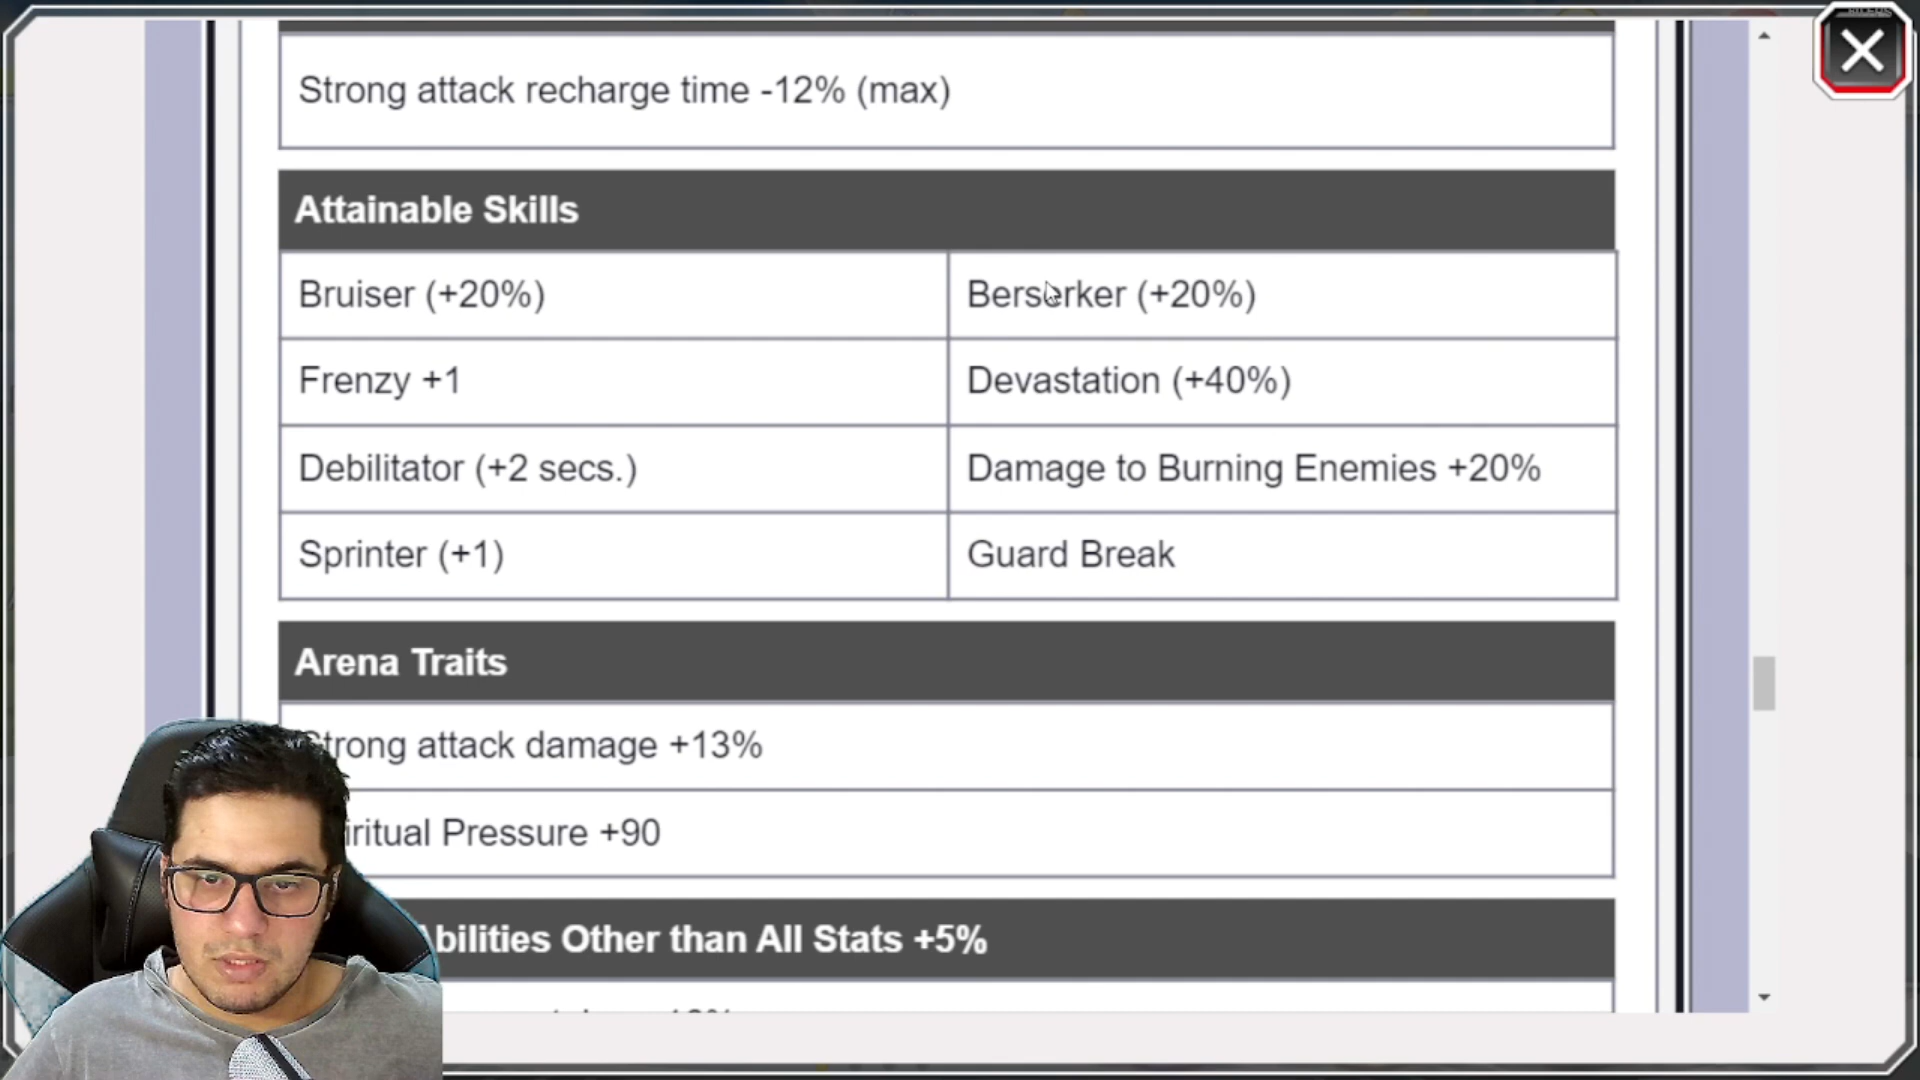 Strong attack recharge time -12% (max)
Attainable Skills
Bruiser (+20%)
Berserker (+20%)
Frenzy +1
Devastation (+40%)
Debilitator (+2 secs.)
Damage to Burning Enemies +20%
Sprinter (+1)
Guard Break
Arena Traits
Strong attack damage +13%
iritual Pressure +90
Abilities Other than All Stats +5%